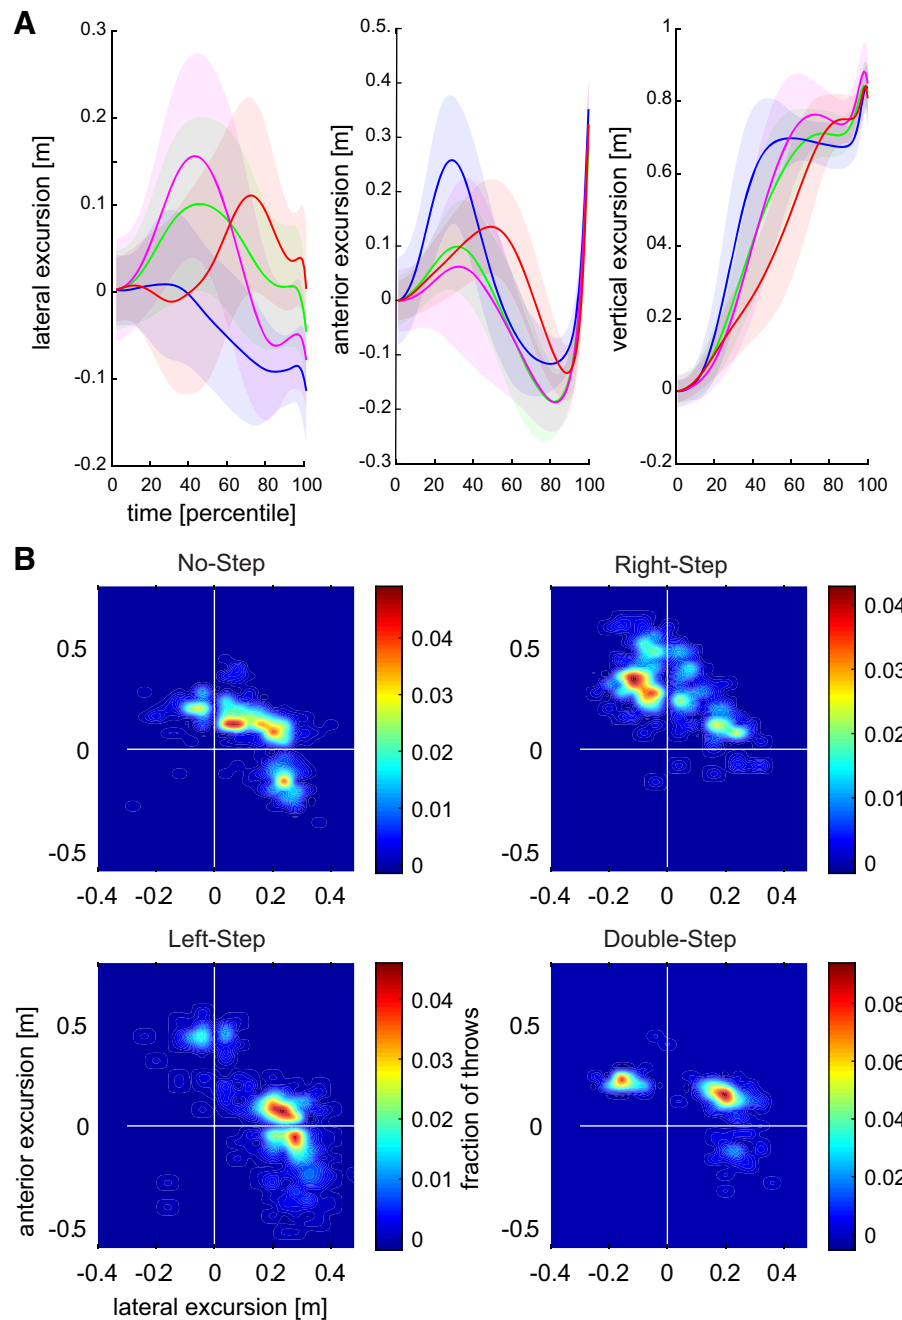 A
0.3
0.2
0.1
0
-0.1
-0.2
lateral excursion [m]
0 20 40 60 80 100
time [percentile]
0.5.
0.4
0.3
0.2
0.1
0
-0.1
-0.2
-0.3
anterior excursion [m]
0 20 40 60 80 100
1
0.8
0.6
0.4
0.2
0
-0.2
vertical excursion [m]
0 20 40 60 80 100
B
No-Step
0.5
0
-0.5
-0.4 -0.2 0 0.2 0.4
0.04
0.03
0.02
0.01
0
Right-Step
0.5
0
-0.5
-0.4 -0.2 0 0.2 0.4
0.04
0.03
0.02
0.01
0
Left-Step
anterior excursion [m]
0.5
0
-0.5
-0.4 -0.2 0 0.2 0.4
lateral excursion [m]
0.04
0.03
0.02
0.01
0
fraction of throws
Double-Step
0.5
0
-0.5
-0.4 -0.2 0 0.2 0.4
0.08
0.06
0.04
0.02
0